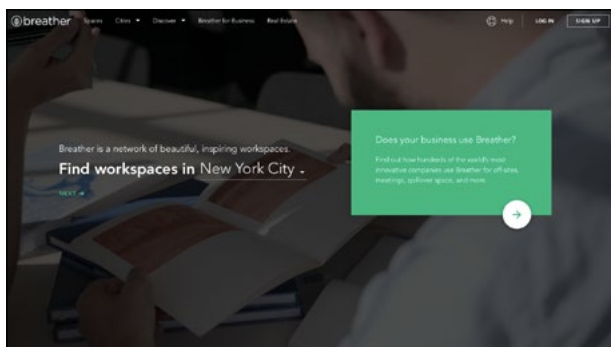 breather
Spaces Cities Discover Breather for Business Real Estate
Help LOG IN SIGN UP
Breather is a network of beautiful, inspiring workspaces.
Find workspaces in New York City
NEXT
Does your business use Breather?
Find out how hundreds of the world's most
innovative companies use Breather for off-sites,
meetings, spillover space, and more.